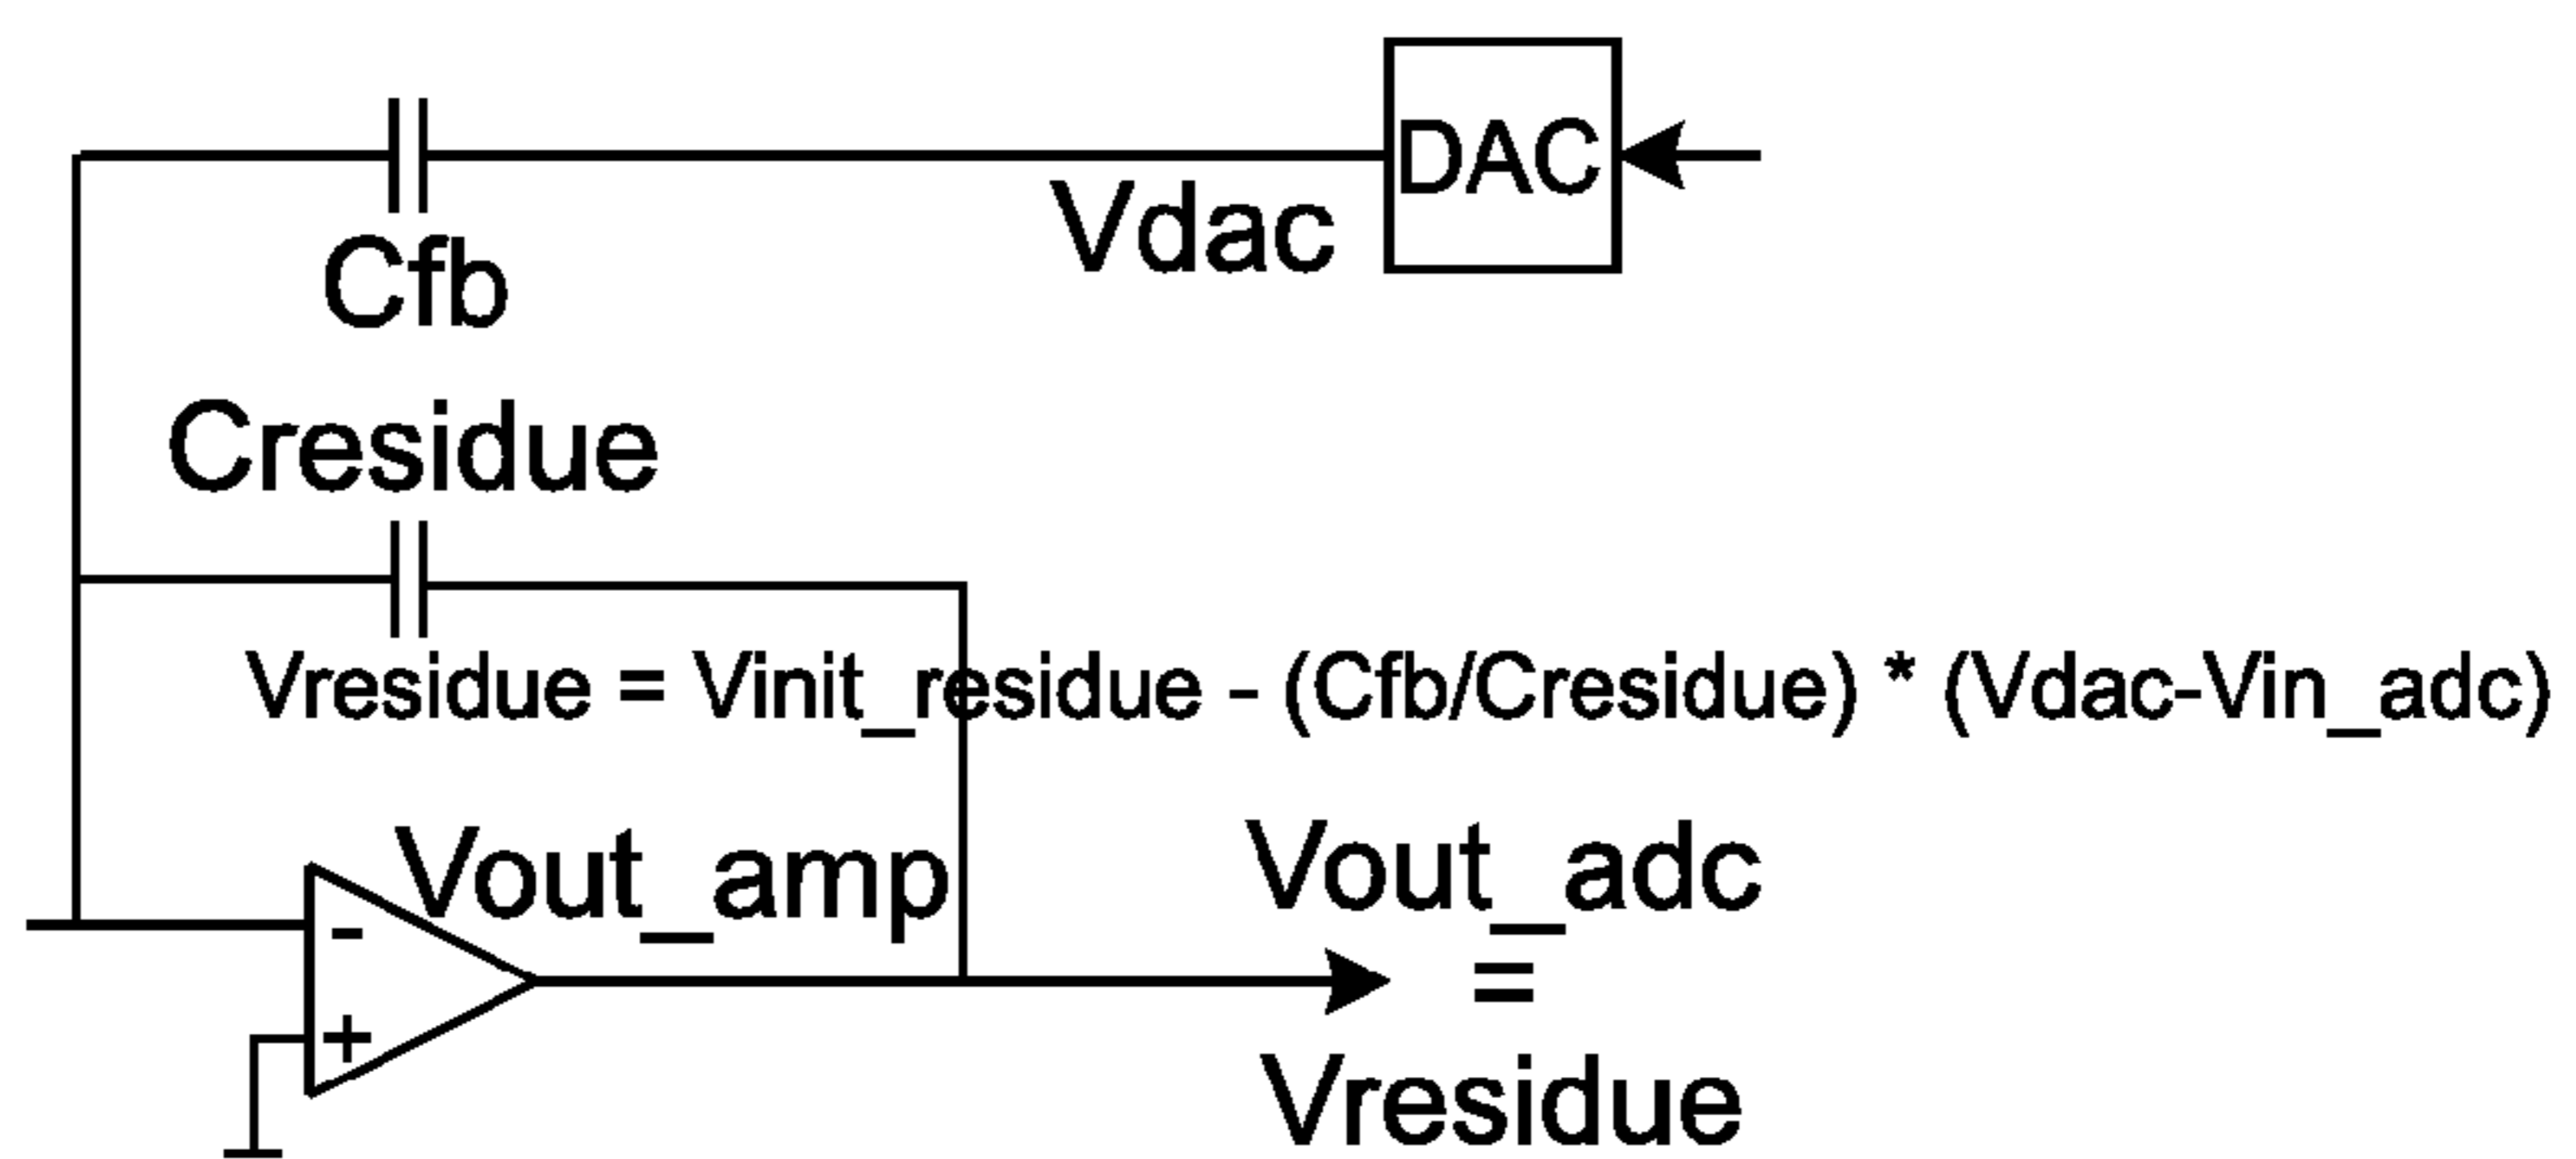 DAC
Vdac
Cfb
Cresidue
Vresidue = Vinit_residue - (Cfb/Cresidue) * (Vdac-Vin_adc)
Vout_amp
Vout_adc
=
Vresidue
-
+